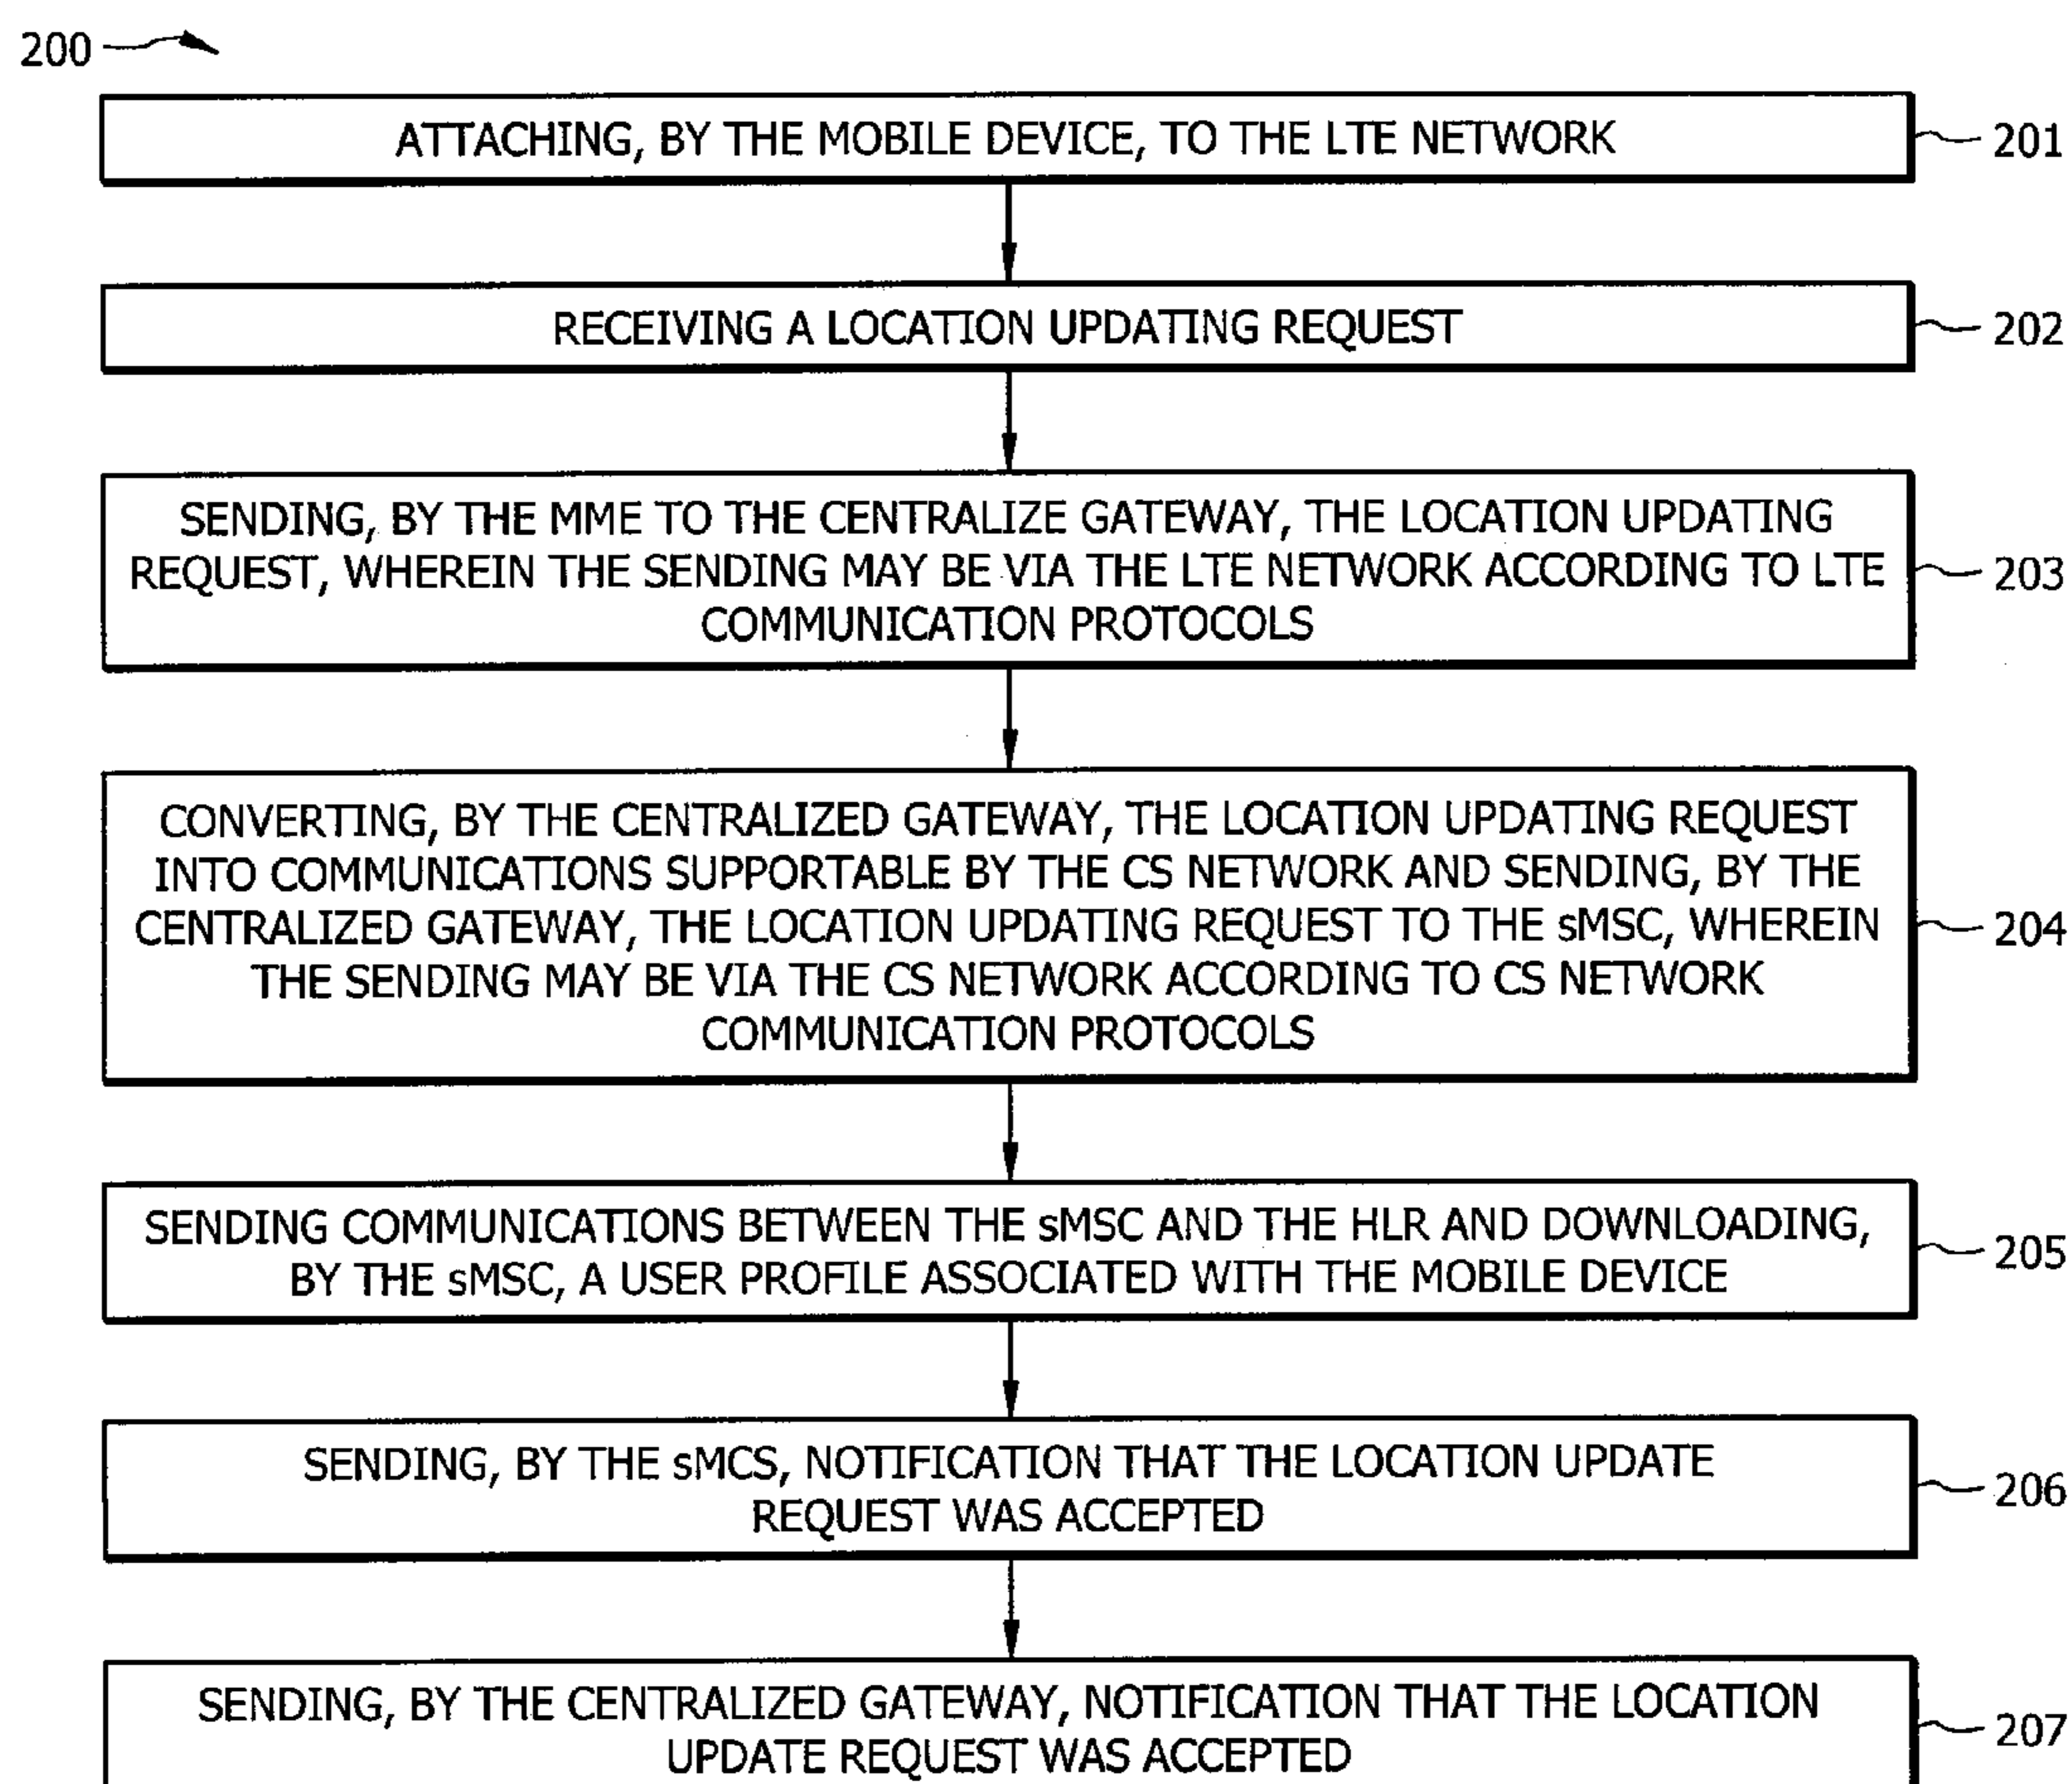 200
ATTACHING, BY THE MOBILE DEVICE, TO THE LTE NETWORK
201
RECEIVING A LOCATION UPDATING REQUEST
202
SENDING, BY THE MME TO THE CENTRALIZE GATEWAY, THE LOCATION UPDATING
REQUEST, WHEREIN THE SENDING MAY BE VIA THE LTE NETWORK ACCORDING TO LTE
COMMUNICATION PROTOCOLS
203
CONVERTING, BY THE CENTRALIZED GATEWAY, THE LOCATION UPDATING REQUEST
INTO COMMUNICATIONS SUPPORTABLE BY THE CS NETWORK AND SENDING, BY THE
CENTRALIZED GATEWAY, THE LOCATION UPDATING REQUEST TO THE sMSC, WHEREIN
THE SENDING MAY BE VIA THE CS NETWORK ACCORDING TO CS NETWORK
COMMUNICATION PROTOCOLS
204
SENDING COMMUNICATIONS BETWEEN THE sMSC AND THE HLR AND DOWNLOADING,
BY THE sMSC, A USER PROFILE ASSOCIATED WITH THE MOBILE DEVICE
205
SENDING, BY THE sMCS, NOTIFICATION THAT THE LOCATION UPDATE
REQUEST WAS ACCEPTED
206
SENDING, BY THE CENTRALIZED GATEWAY, NOTIFICATION THAT THE LOCATION
UPDATE REQUEST WAS ACCEPTED
207